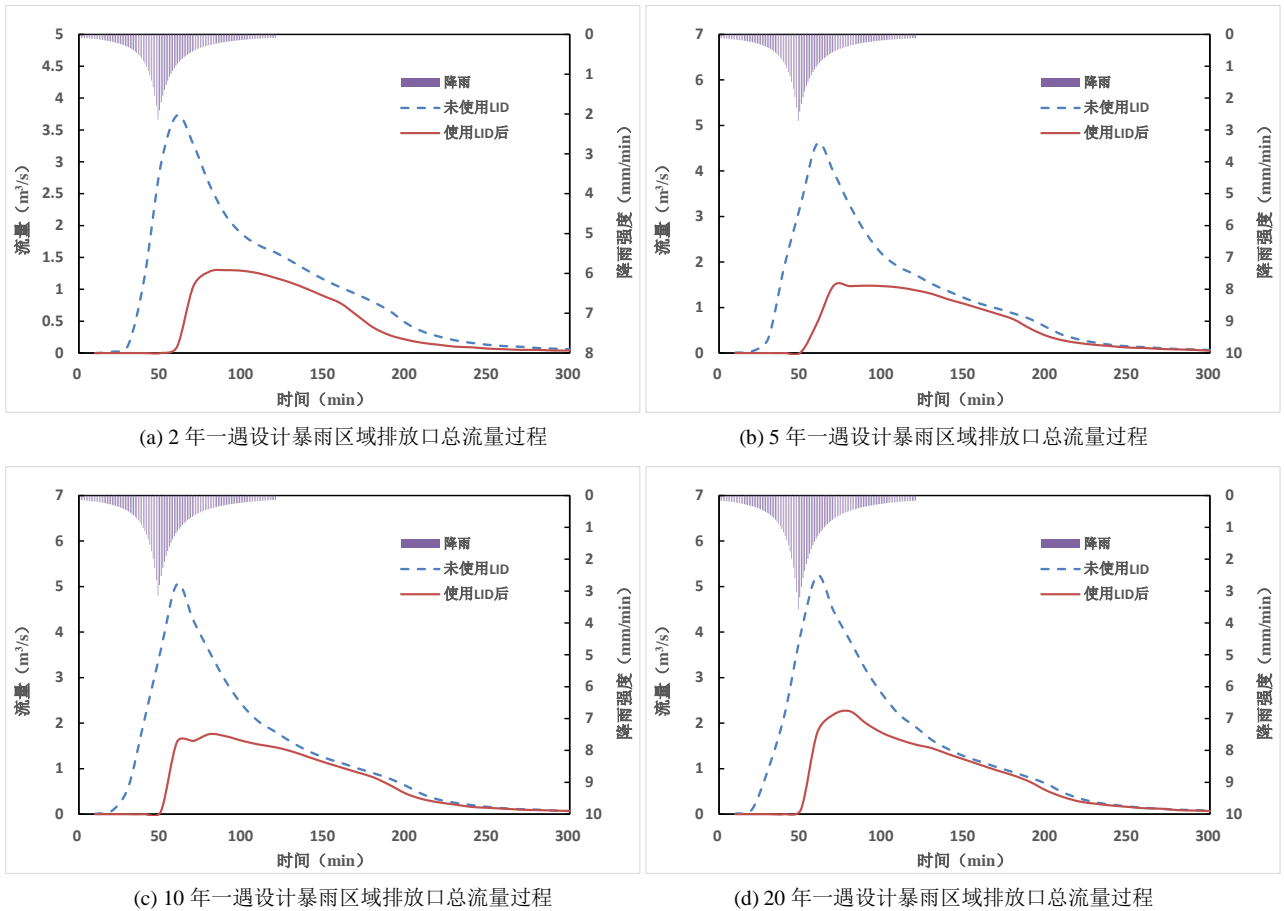 5
4.5
4
3.5
3
2.5
2
1.5
1
0.5
0
流量（m³/s）
0
1
2
3
4
5
6
7
8
降雨强度（mm/min）
降雨
未使用LID
使用LID后
0 50 100 150 200 250 300
时间（min）
(a) 2 年一遇设计暴雨区域排放口总流量过程
7
6
5
4
3
2
1
0
流量（m³/s）
0
1
2
3
4
5
6
7
8
9
10
降雨强度（mm/min）
降雨
未使用LID
使用LID后
0 50 100 150 200 250 300
时间（min）
(b) 5 年一遇设计暴雨区域排放口总流量过程
7
6
5
4
3
2
1
0
流量（m³/s）
0
1
2
3
4
5
6
7
8
9
10
降雨强度（mm/min）
降雨
未使用LID
使用LID后
0 50 100 150 200 250 300
时间（min）
(c) 10 年一遇设计暴雨区域排放口总流量过程
7
6
5
4
3
2
1
0
流量（m³/s）
0
1
2
3
4
5
6
7
8
9
10
降雨强度（mm/min）
降雨
未使用LID
使用LID后
0 50 100 150 200 250 300
时间（min）
(d) 20 年一遇设计暴雨区域排放口总流量过程